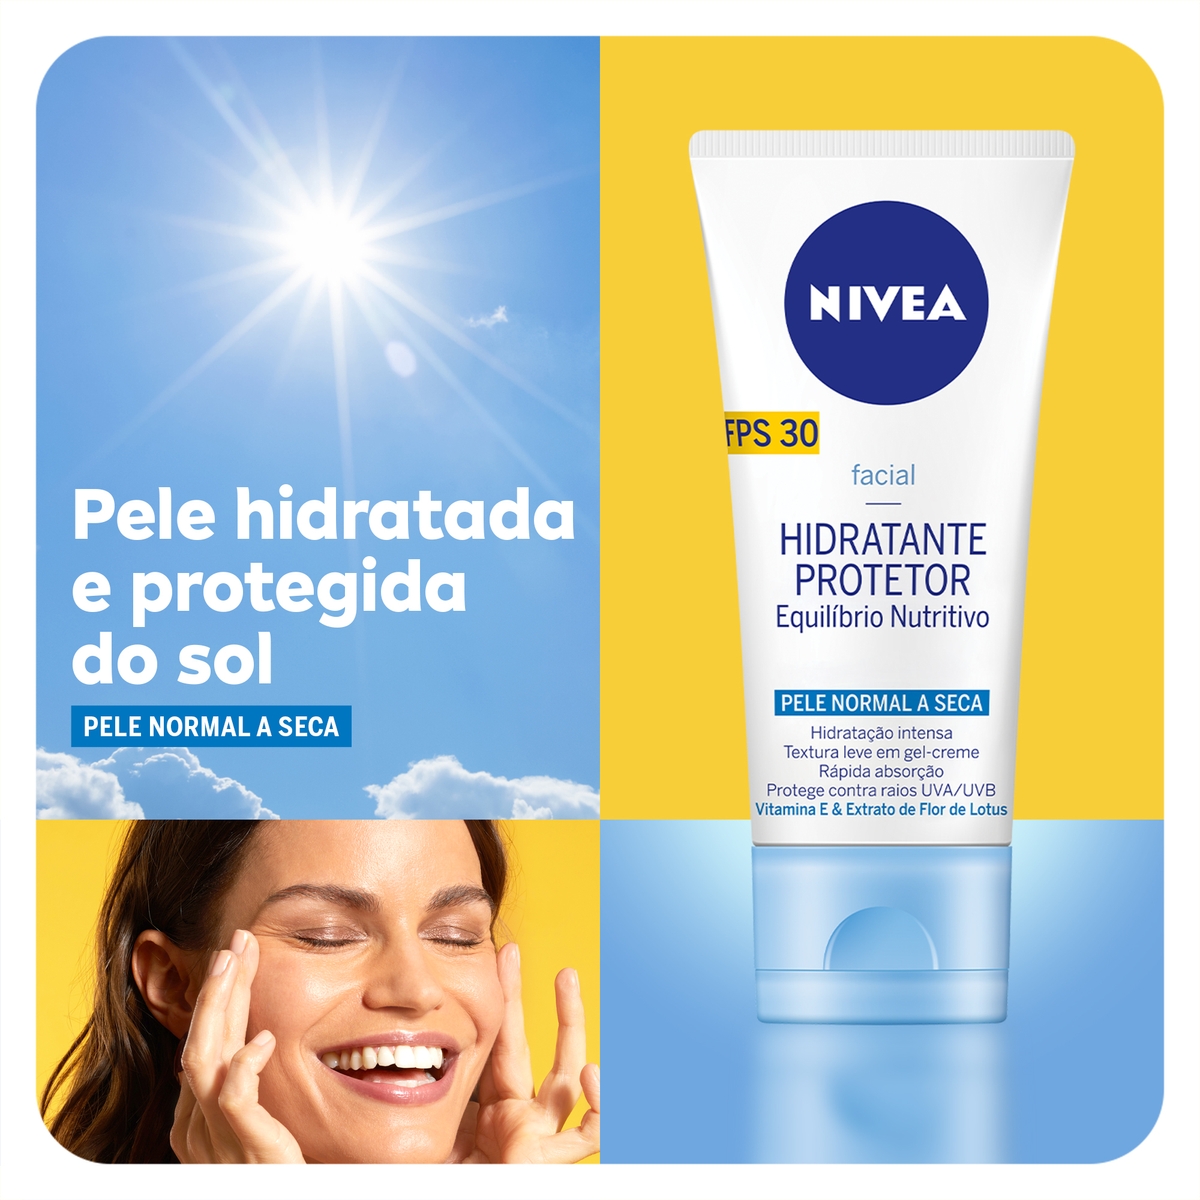 Pele hidratada
e protegida
do sol
PELE NORMAL A SECA
NIVEA
FPS 30
facial
HIDRATANTE
PROTETOR
Equilíbrio Nutritivo
PELE NORMAL A SECA
Hidratação intensa
Textura leve em gel-creme
Rápida absorção
Protege contra raios UVA/UVB
Vitamina E & Extrato de Flor de Lotus